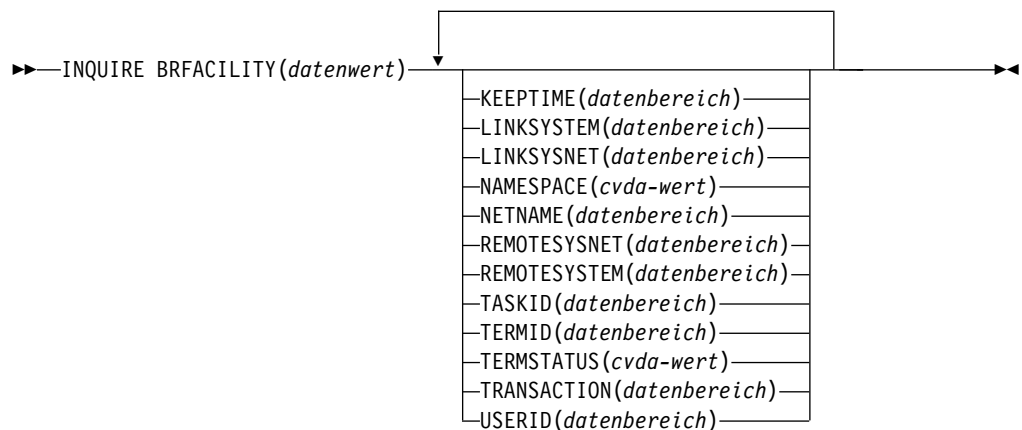 INQUIRE BRFACILITY(datenwert)
KEEPTIME(datenbereich)
LINKSYSTEM(datenbereich)
LINKSYSNET(datenbereich)
NAMESPACE(cvda-wert)
NETNAME(datenbereich)
REMOTESYSNET(datenbereich)
REMOTESYSTEM(datenbereich)
TASKID(datenbereich)
TERMID(datenbereich)
TERMSTATUS(cvda-wert)
TRANSACTION(datenbereich)
USERID(datenbereich)